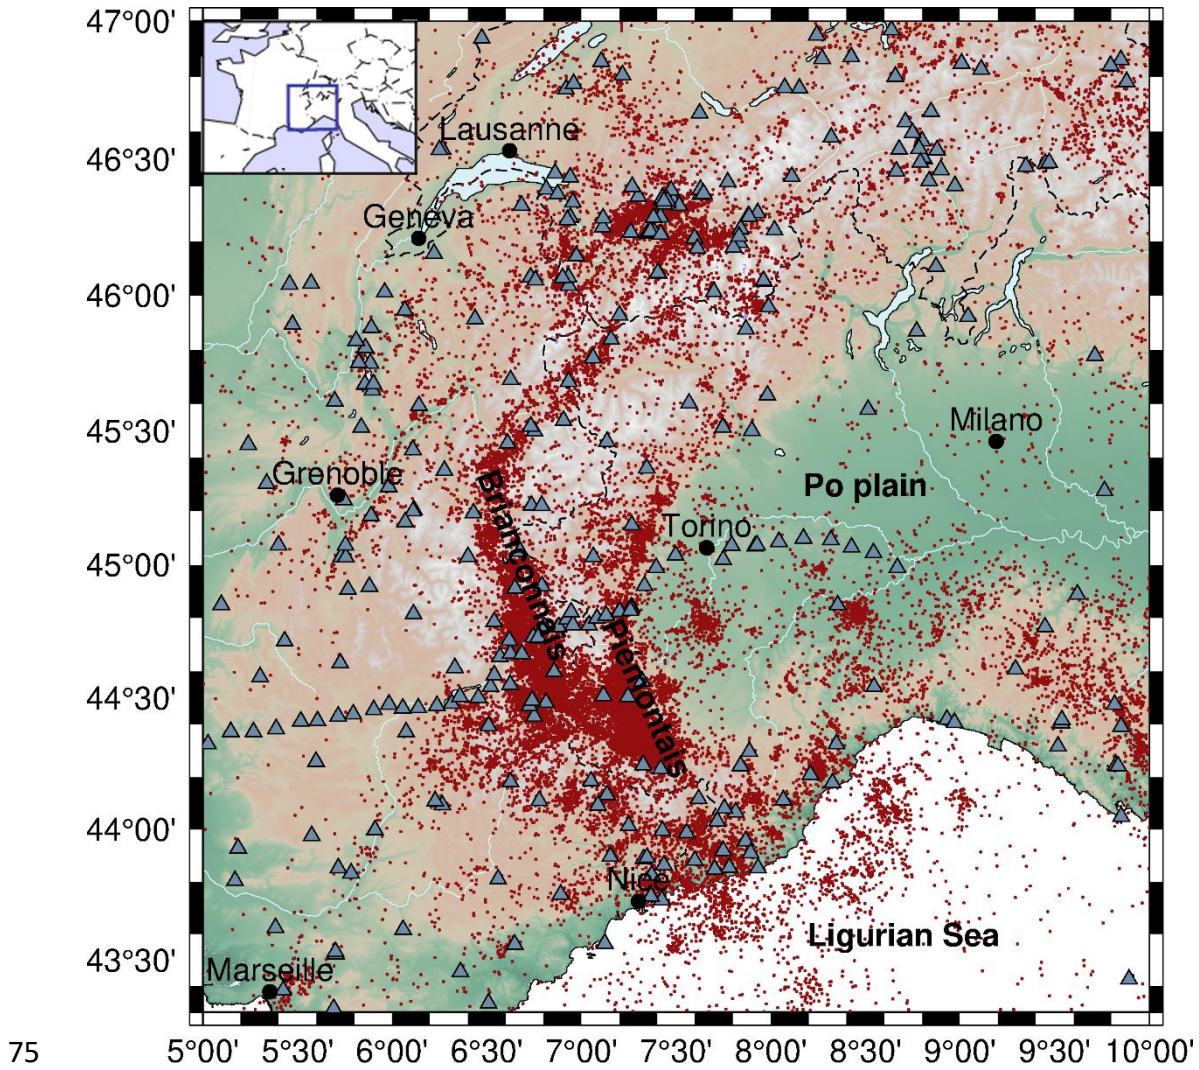 47°00'
Lausanne
46°30'
Geneva
46°00'
45°30'
Milano
Grenoble
Po plain
Briançonnais
Torino
45°00'
Piémontais
44°30'
44°00'
Nice
Ligurian Sea
43°30'
Marseille
75
5°00' 5°30' 6°00' 6°30' 7°00' 7°30' 8°00' 8°30' 9°00' 9°30' 10°00'